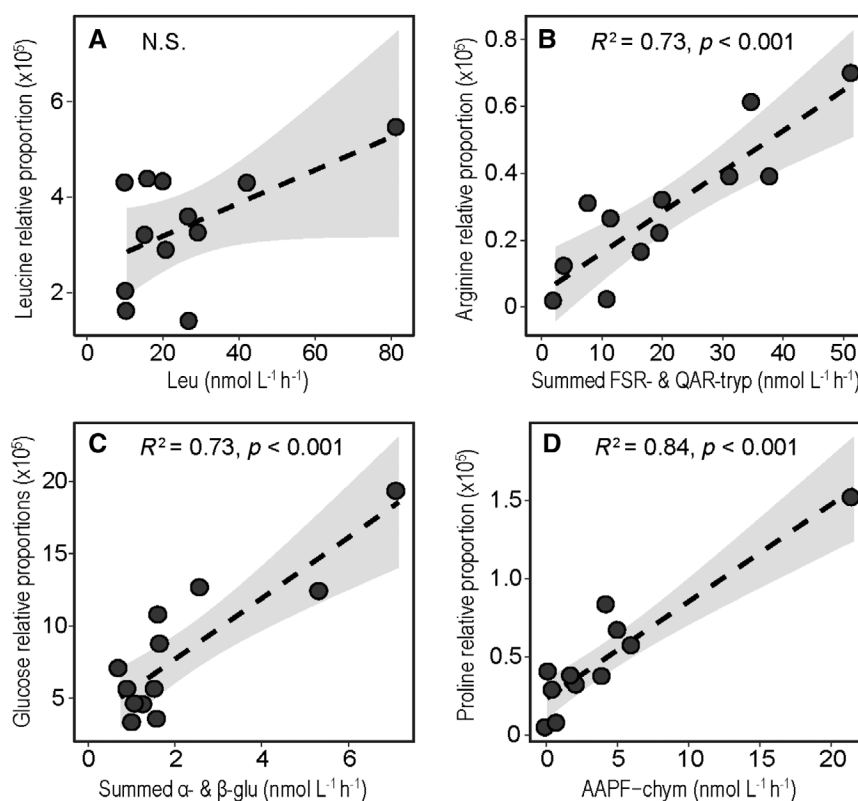 A
N.S.
Leucine relative proportion (x10⁵)
6
4
2
0
20
40
60
80
Leu (nmol L⁻¹ h⁻¹)
B
R² = 0.73, p < 0.001
Arginine relative proportion (x10⁵)
0.8
0.6
0.4
0.2
0
0
10
20
30
40
50
Summed FSR- & QAR-tryp (nmol L⁻¹ h⁻¹)
C
R² = 0.73, p < 0.001
Glucose relative proportions (x10⁵)
20
15
10
5
0
2
4
6
Summed α- & β-glu (nmol L⁻¹ h⁻¹)
D
R² = 0.84, p < 0.001
Proline relative proportion (x10⁵)
1.5
1.0
0.5
0
0
5
10
15
20
AAPF−chym (nmol L⁻¹ h⁻¹)